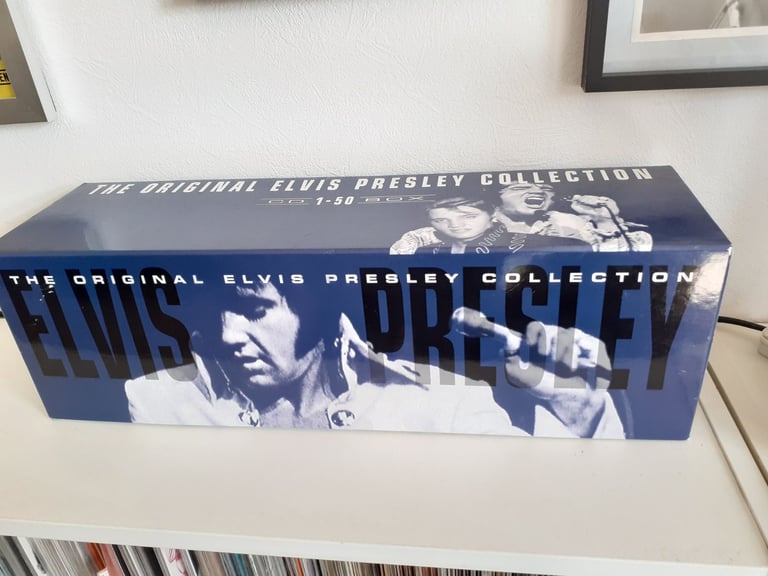 THE ORIGINAL ELVIS PRESLEY COLLECTION
CD 1-50 BOX
THE ORIGINAL ELVIS PRESLEY COLLECTION
ELVIS PRESLEY